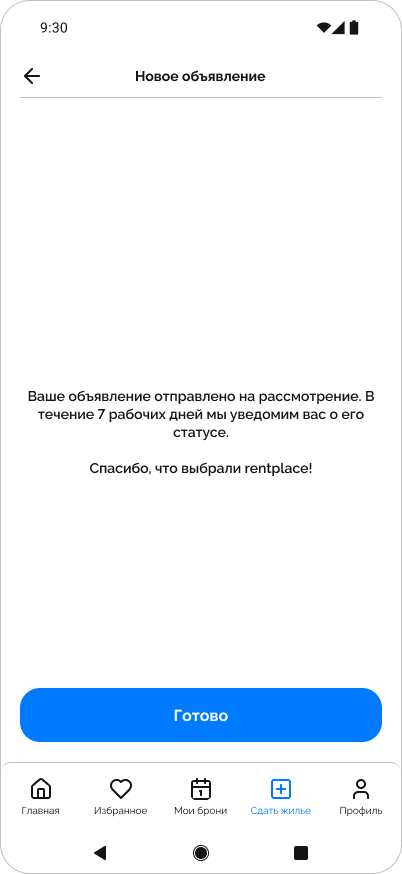 9:30
Новое объявление
Ваше объявление отправлено на рассмотрение. В
течение 7 рабочих дней мы уведомим вас о его
статусе.
Спасибо, что выбрали rentplace!
Готово
1
Главная
Избранное
Мои брони
Сдать жилье
Профиль